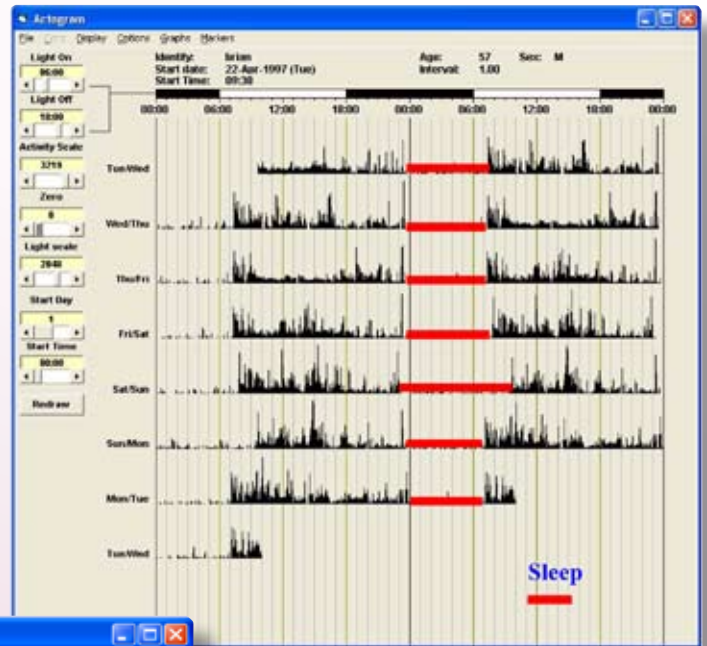 Actogram
File Display Options Graphs Markers
Light On
06:00
Light Off
18:00
Activity Scale
3219
Zero
0
Light scale
2048
Start Day
1
Start Time
00:00
Redraw
Identity: brian Age: 57 Sex: M
Start date: 22-Apr-1997 (Tue) Interval: 1.00
Start Time: 09:30
00:00 06:00 12:00 18:00 00:00 06:00 12:00 18:00 00:00
Tue/Wed
Wed/Thu
Thu/Fri
Fri/Sat
Sat/Sun
Sun/Mon
Mon/Tue
Tue/Wed
Sleep